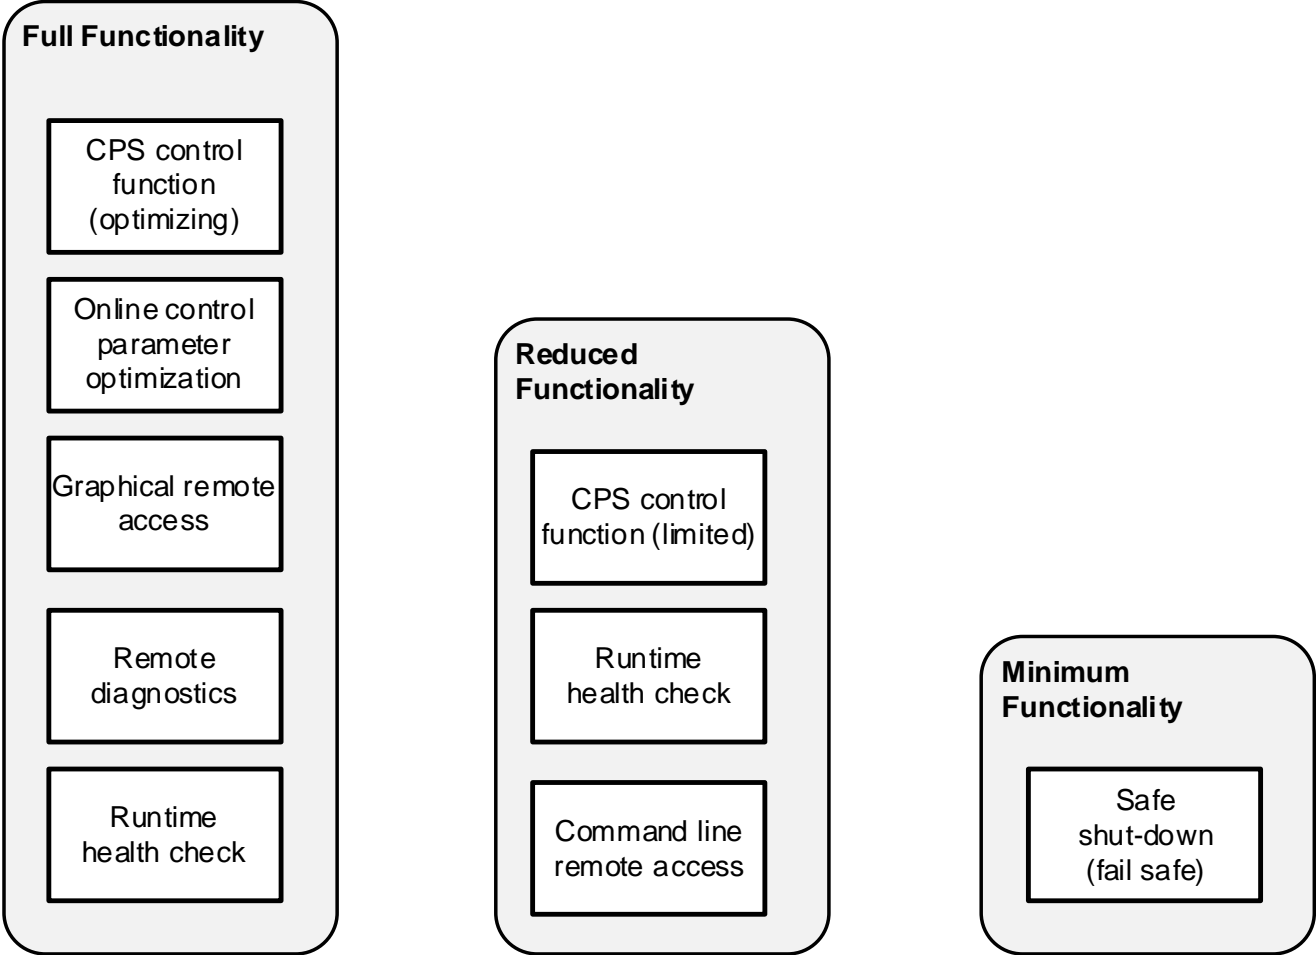 Full Functionality
CPS control
function
(optimizing)
Online control
parameter
optimization
Graphical remote
access
Remote
diagnostics
Runtime
health check
Reduced
Functionality
CPS control
function (limited)
Runtime
health check
Command line
remote access
Minimum
Functionality
Safe
shut-down
(fail safe)